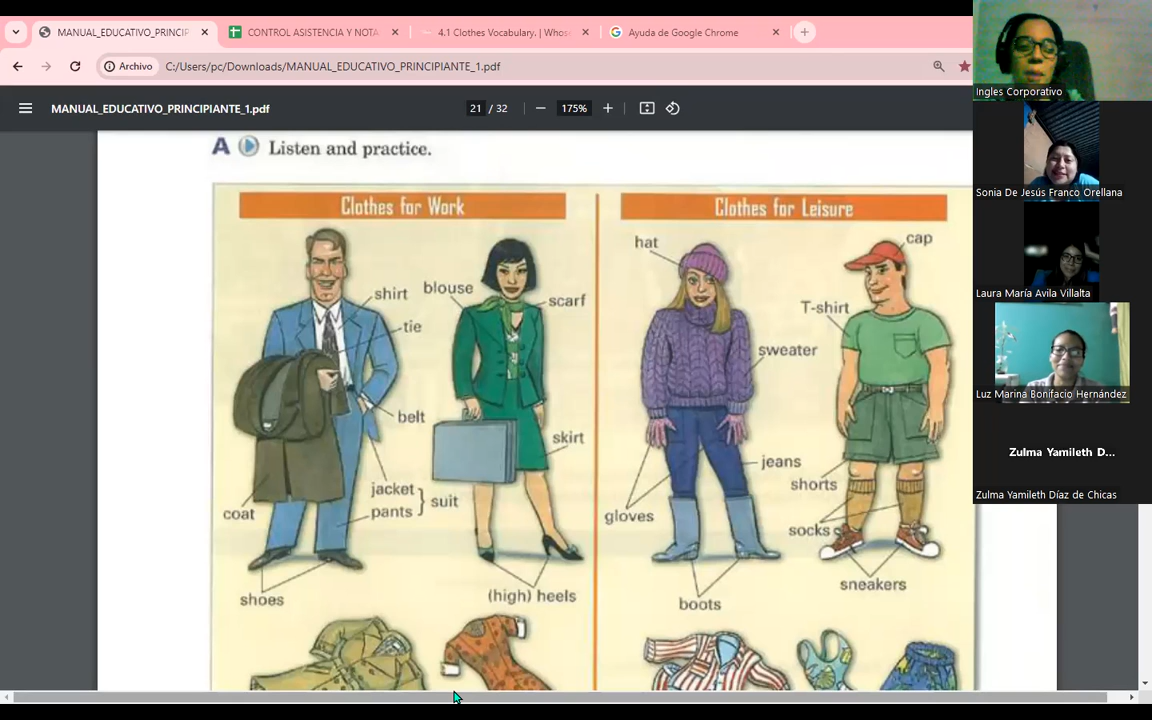 MANUAL_EDUCATIVO_PRINCIP
CONTROL ASISTENCIA Y NOTA
4.1 Clothes Vocabulary. | Whose
Ayuda de Google Chrome
Archivo
C:/Users/pc/Downloads/MANUAL_EDUCATIVO_PRINCIPIANTE_1.pdf
MANUAL_EDUCATIVO_PRINCIPIANTE_1.pdf
21 / 32
175%
A Listen and practice.
Clothes for Work
shirt
tie
belt
jacket
pants
suit
coat
shoes
blouse
scarf
skirt
(high) heels
Clothes for Leisure
hat
sweater
jeans
gloves
boots
cap
T-shirt
shorts
socks
sneakers
Ingles Corporativo
Sonia De Jesús Franco Orellana
Laura María Avila Villalta
Luz Marina Bonifacio Hernández
Zulma Yamileth D...
Zulma Yamileth Díaz de Chicas